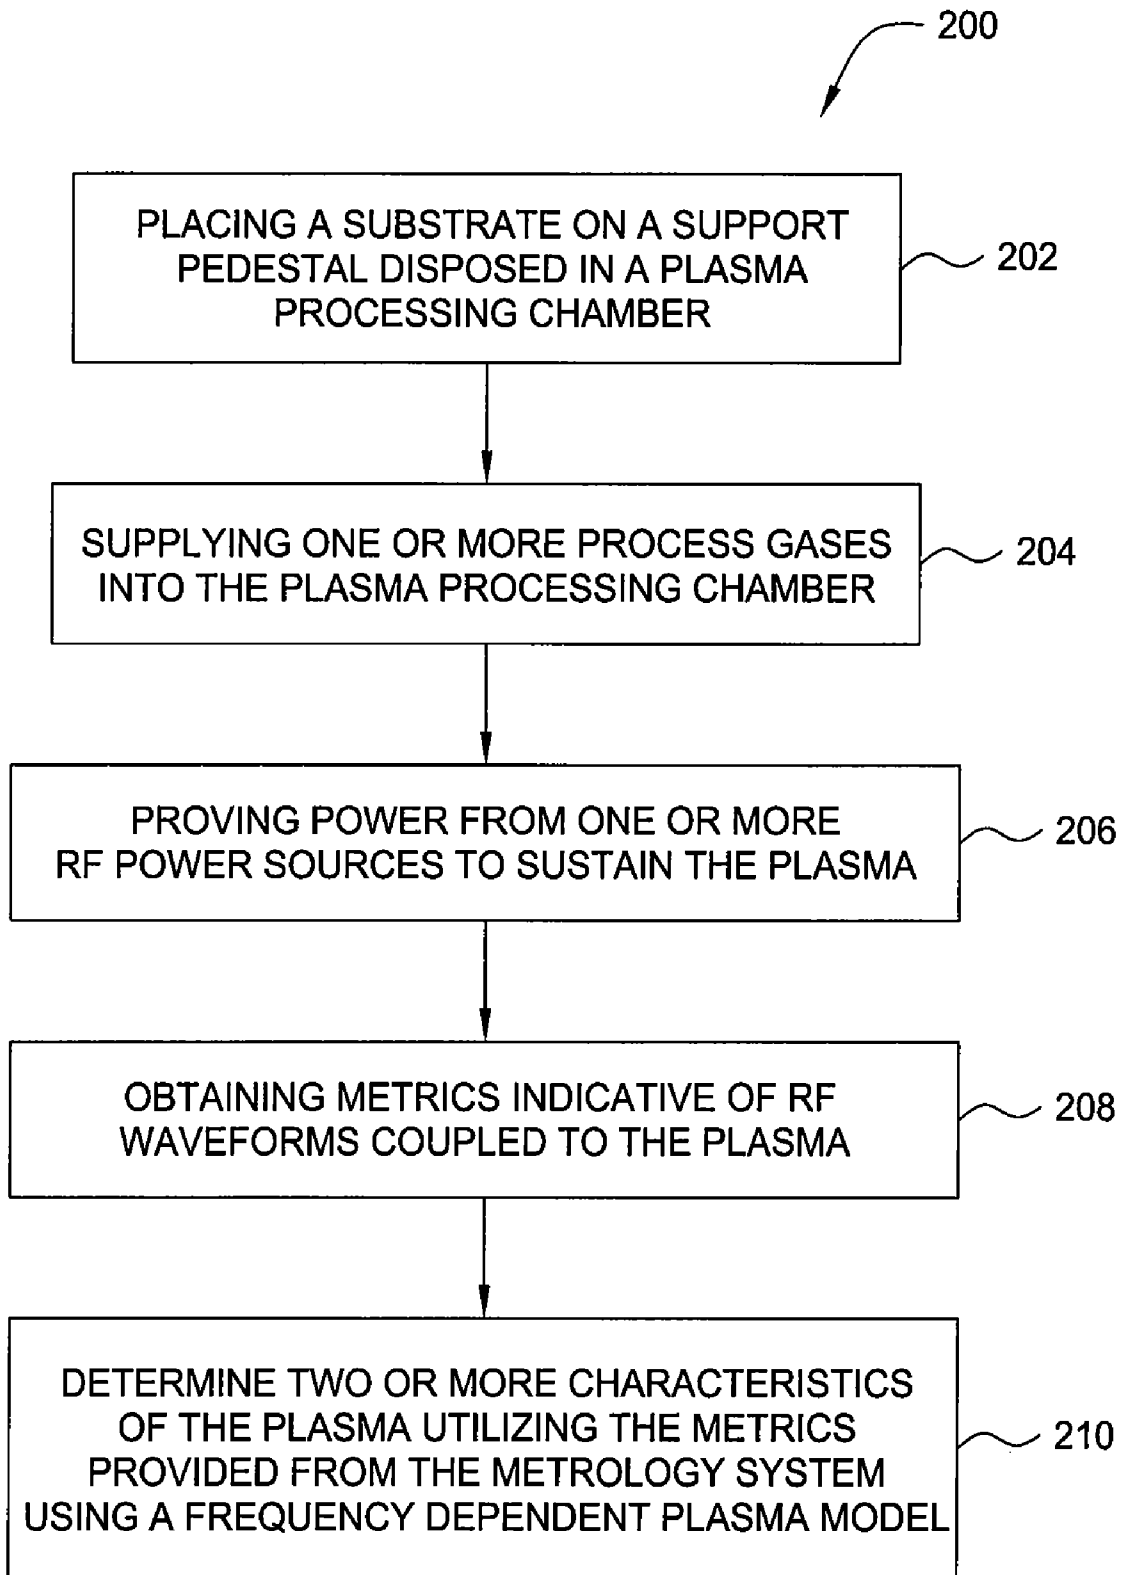 200
PLACING A SUBSTRATE ON A SUPPORT
PEDESTAL DISPOSED IN A PLASMA
PROCESSING CHAMBER
202
SUPPLYING ONE OR MORE PROCESS GASES
INTO THE PLASMA PROCESSING CHAMBER
204
PROVING POWER FROM ONE OR MORE
RF POWER SOURCES TO SUSTAIN THE PLASMA
206
OBTAINING METRICS INDICATIVE OF RF
WAVEFORMS COUPLED TO THE PLASMA
208
DETERMINE TWO OR MORE CHARACTERISTICS
OF THE PLASMA UTILIZING THE METRICS
PROVIDED FROM THE METROLOGY SYSTEM
USING A FREQUENCY DEPENDENT PLASMA MODEL
210